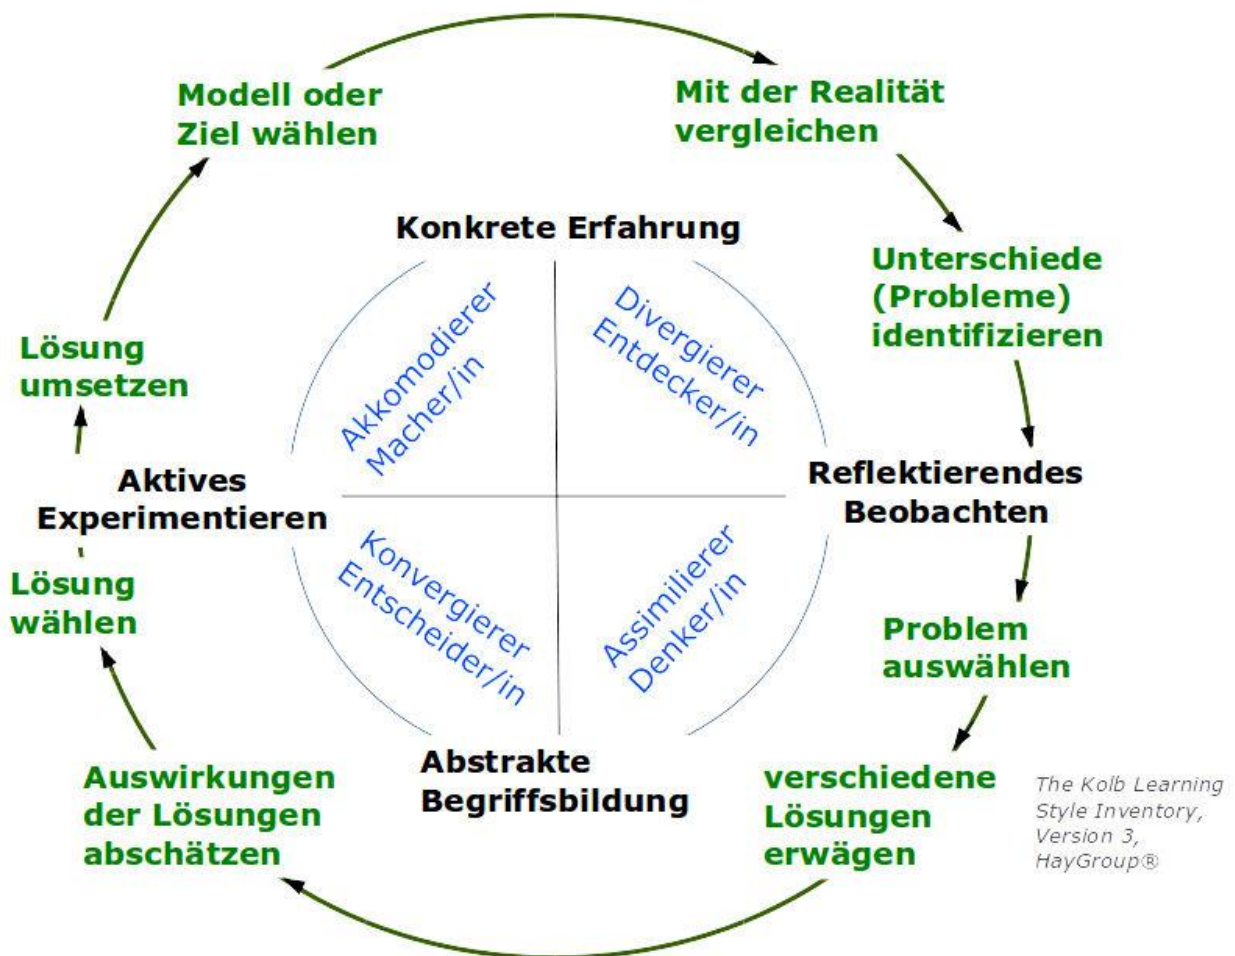 Modell oder
Ziel wählen
Mit der Realität
vergleichen
Konkrete Erfahrung
Unterschiede
(Probleme)
identifizieren
Akkomodierer
Macher/in
Divergierer
Entdecker/in
Lösung
umsetzen
Aktives
Experimentieren
Reflektierendes
Beobachten
Lösung
wählen
Konvergierer
Entscheider/in
Assimilierer
Denker/in
Problem
auswählen
Abstrakte
Begriffsbildung
Auswirkungen
der Lösungen
abschätzen
verschiedene
Lösungen
erwägen
The Kolb Learning
Style Inventory,
Version 3,
HayGroup®